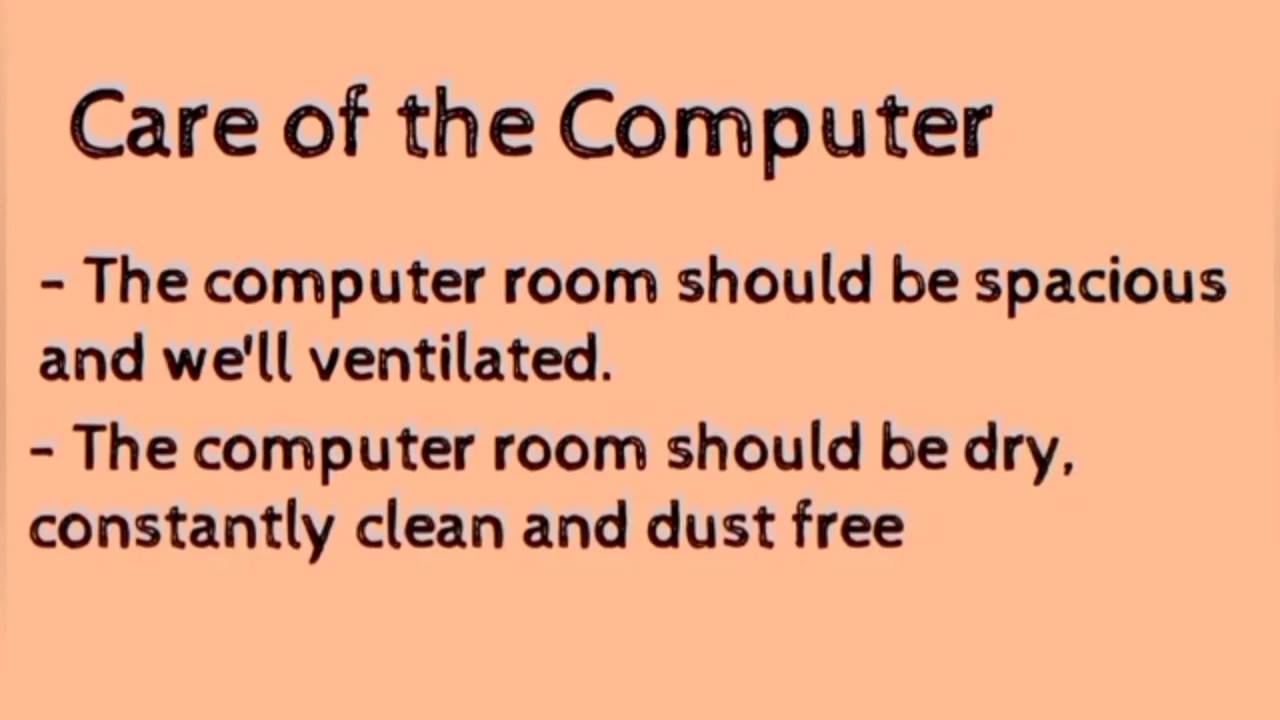 Care of the Computer
- The computer room should be spacious
and we'll ventilated.
- The computer room should be dry,
constantly clean and dust free